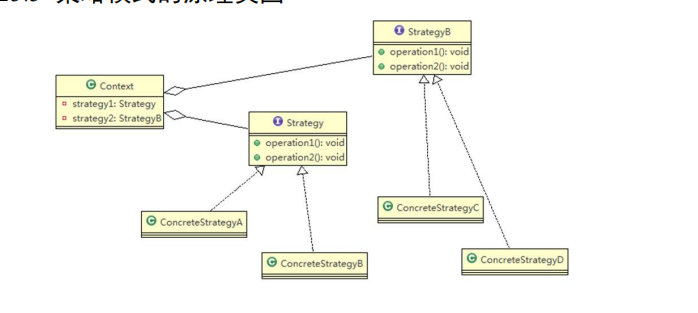 策略模式的原理类图
StrategyB
operation1(): void
operation2(): void
Context
strategy1: Strategy
strategy2: StrategyB
Strategy
operation1(): void
operation2(): void
ConcreteStrategyC
ConcreteStrategyA
ConcreteStrategyD
ConcreteStrategyB